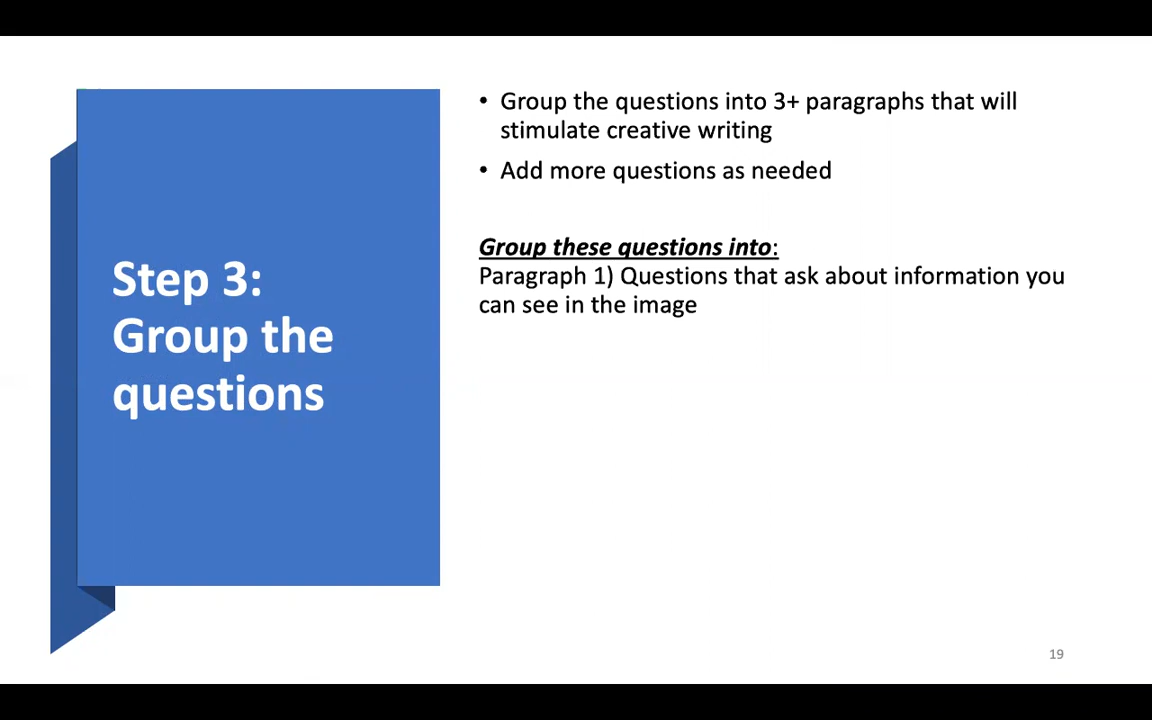 Step 3:
Group the
questions
• Group the questions into 3+ paragraphs that will
stimulate creative writing
• Add more questions as needed
Group these questions into:
Paragraph 1) Questions that ask about information you
can see in the image
19